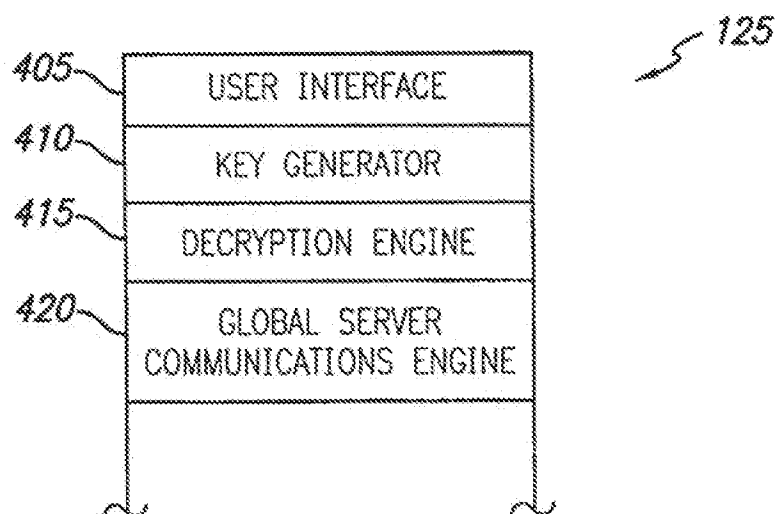 125
405 USER INTERFACE
410 KEY GENERATOR
415 DECRYPTION ENGINE
420 GLOBAL SERVER
COMMUNICATIONS ENGINE